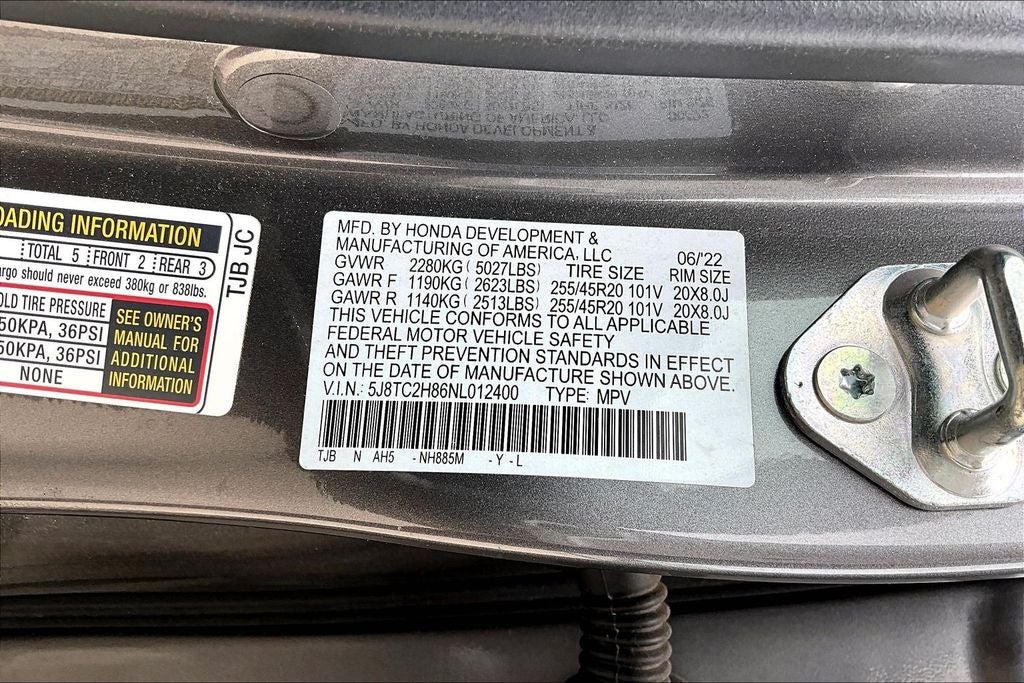 OADING INFORMATION
TOTAL 5 FRONT 2 REAR 3
argo should never exceed 380kg or 838lbs.
OLD TIRE PRESSURE
50KPA, 36PSI
50KPA, 36PSI
NONE
SEE OWNER'S
MANUAL FOR
ADDITIONAL
INFORMATION
TJB JC
MFD. BY HONDA DEVELOPMENT &
MANUFACTURING OF AMERICA, LLC 06/'22
GVWR 2280KG (5027LBS) TIRE SIZE RIM SIZE
GAWR F 1190KG (2623LBS) 255/45R20 101V 20X8.0J
GAWR R 1140KG (2513LBS) 255/45R20 101V 20X8.0J
THIS VEHICLE CONFORMS TO ALL APPLICABLE
FEDERAL MOTOR VEHICLE SAFETY
AND THEFT PREVENTION STANDARDS IN EFFECT
ON THE DATE OF MANUFACTURE SHOWN ABOVE.
V.I.N.: 5J8TC2H86NL012400 TYPE: MPV
TJB N AH5 -NH885M -Y-L